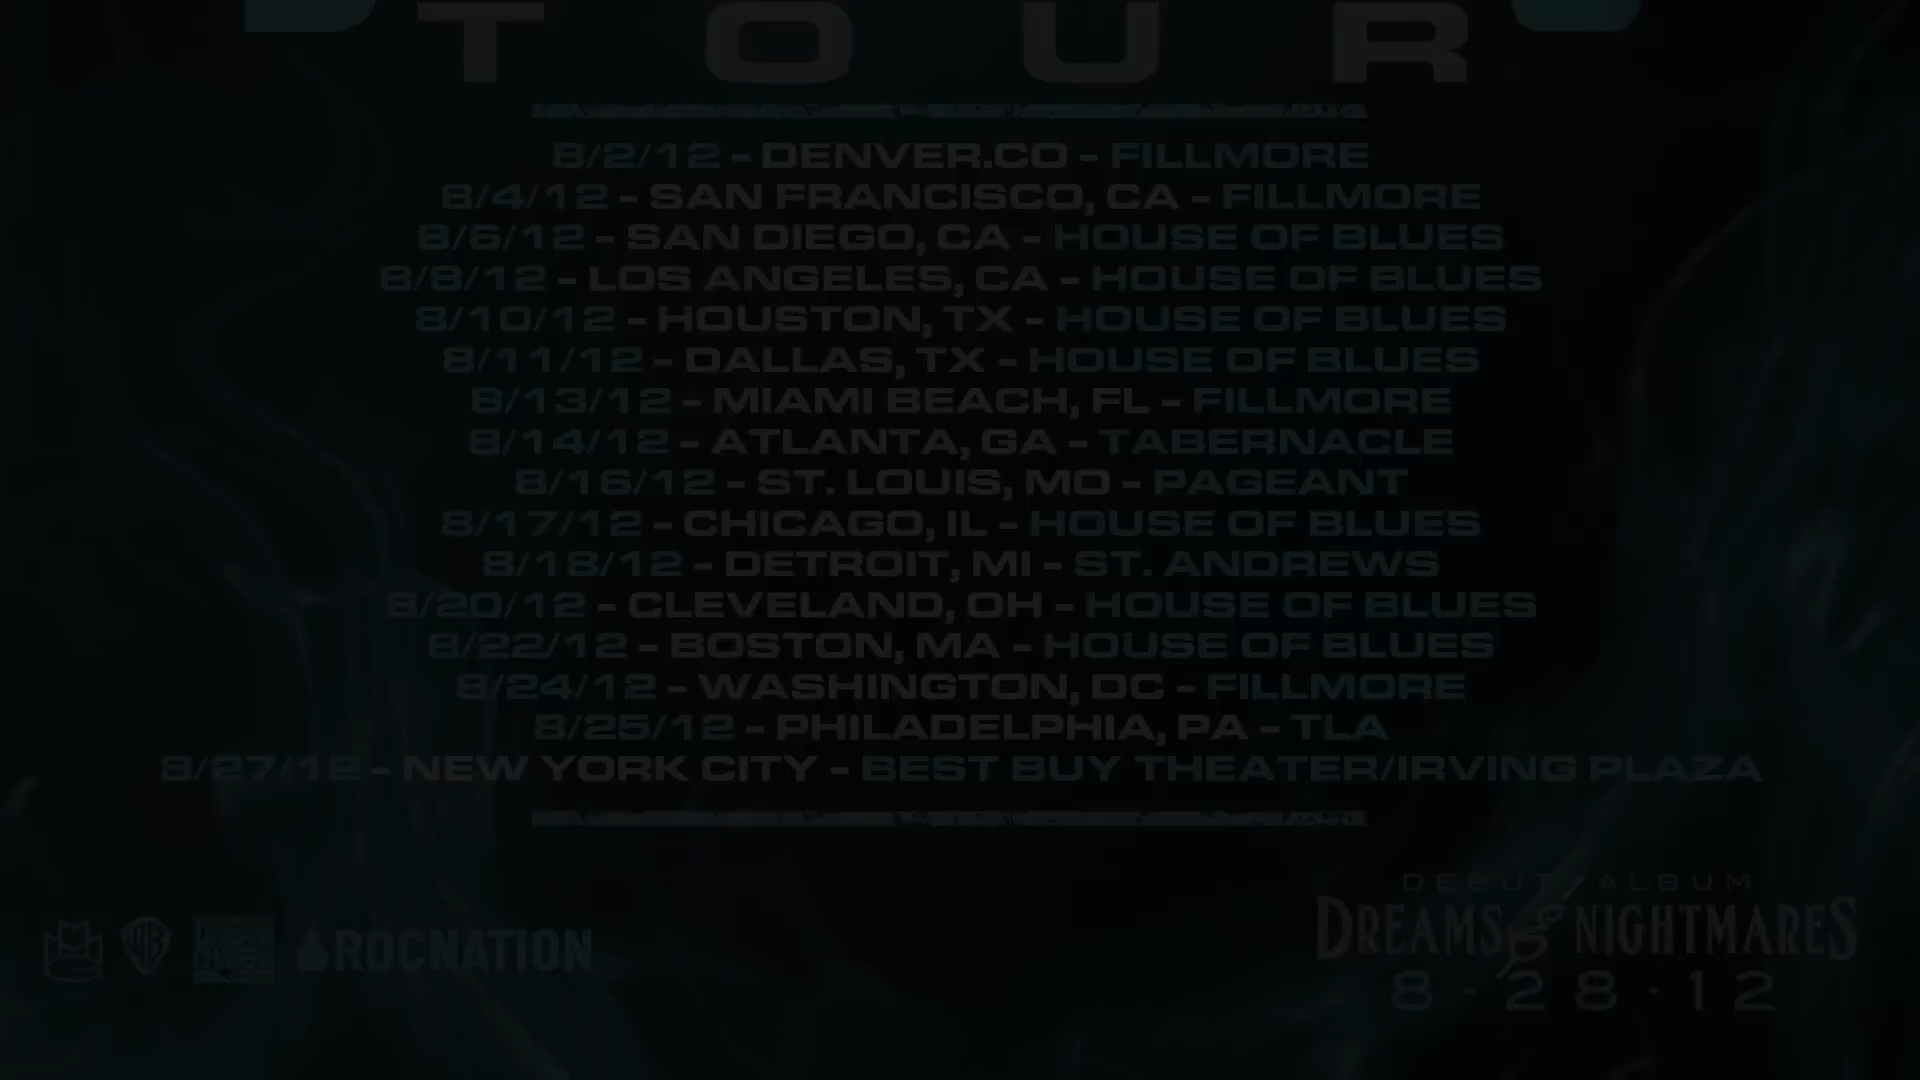 TOUR
8/2/12 - DENVER.CO - FILLMORE
8/4/12 - SAN FRANCISCO, CA - FILLMORE
8/6/12 - SAN DIEGO, CA - HOUSE OF BLUES
8/8/12 - LOS ANGELES, CA - HOUSE OF BLUES
8/10/12 - HOUSTON, TX - HOUSE OF BLUES
8/11/12 - DALLAS, TX - HOUSE OF BLUES
8/13/12 - MIAMI BEACH, FL - FILLMORE
8/14/12 - ATLANTA, GA - TABERNACLE
8/16/12 - ST. LOUIS, MO - PAGEANT
8/17/12 - CHICAGO, IL - HOUSE OF BLUES
8/18/12 - DETROIT, MI - ST. ANDREWS
8/20/12 - CLEVELAND, OH - HOUSE OF BLUES
8/22/12 - BOSTON, MA - HOUSE OF BLUES
8/24/12 - WASHINGTON, DC - FILLMORE
8/25/12 - PHILADELPHIA, PA - TLA
8/27/12 - NEW YORK CITY - BEST BUY THEATER/IRVING PLAZA
DEBUT ALBUM
DREAMS & NIGHTMARES
8·28·12
WB
ROCNATION